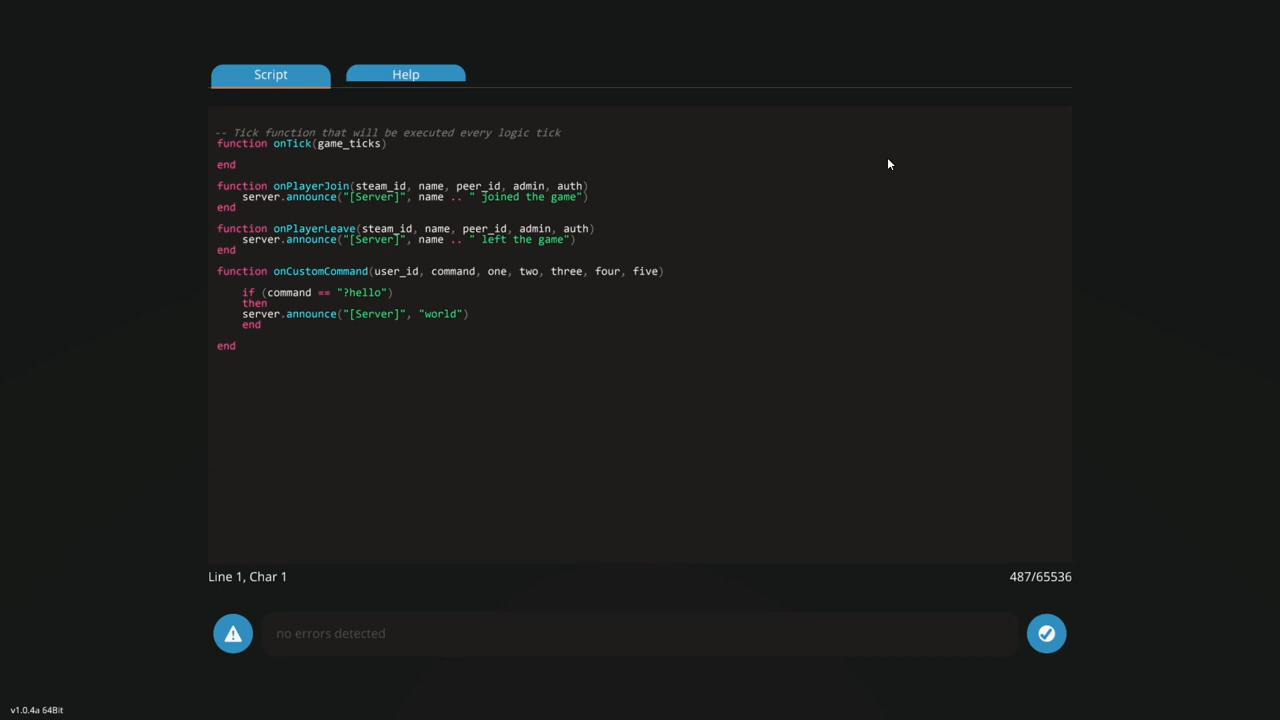 Script Help
-- Tick function that will be executed every logic tick
function onTick(game_ticks)
end
function onPlayerJoin(steam_id, name, peer_id, admin, auth)
server.announce("[Server]", name .. " joined the game")
end
function onPlayerLeave(steam_id, name, peer_id, admin, auth)
server.announce("[Server]", name .. " left the game")
end
function onCustomCommand(user_id, command, one, two, three, four, five)
if (command == "?hello")
then
server.announce("[Server]", "world")
end
end
Line 1, Char 1 487/65536
no errors detected
v1.0.4a 64Bit